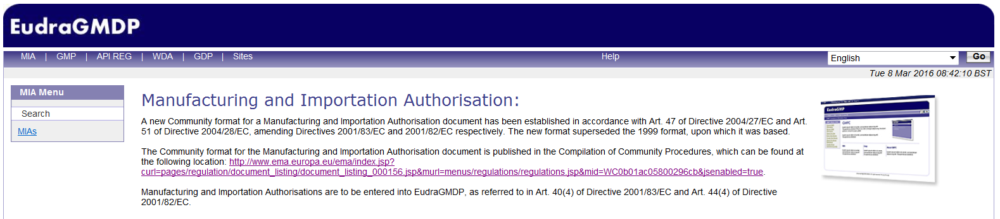 EudraGMDP
MIA | GMP | API REG | WDA | GDP | Sites
Help
English
Go
Tue 8 Mar 2016 08:42:10 BST
MIA Menu
Search
MIAs
Manufacturing and Importation Authorisation:
A new Community format for a Manufacturing and Importation Authorisation document has been established in accordance with Art. 47 of Directive 2004/27/EC and Art.
51 of Directive 2004/28/EC, amending Directives 2001/83/EC and 2001/82/EC respectively. The new format superseded the 1999 format, upon which it was based.
The Community format for the Manufacturing and Importation Authorisation document is published in the Compilation of Community Procedures, which can be found at
the following location: http://www.ema.europa.eu/ema/index.jsp?
curl=pages/regulation/document_listing/document_listing_000156.jsp&murl=menus/regulations/regulations.jsp&mid=WC0b01ac05800296cb&jsenabled=true.
Manufacturing and Importation Authorisations are to be entered into EudraGMDP, as referred to in Art. 40(4) of Directive 2001/83/EC and Art. 44(4) of Directive
2001/82/EC.
EudraGMP